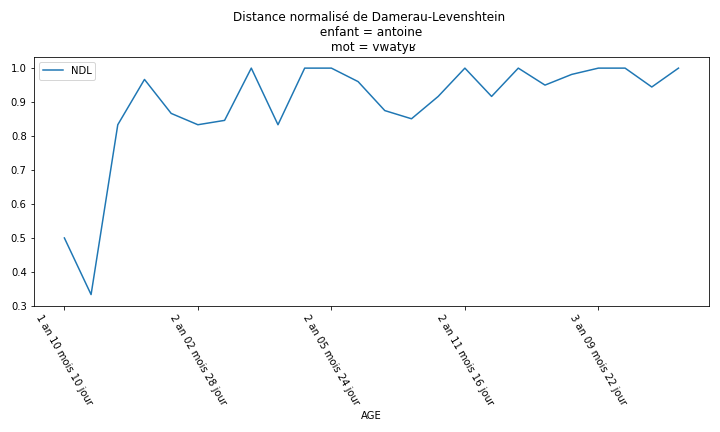 Distance normalisé de Damerau-Levenshtein
enfant = antoine
mot = vwatyʁ
NDL
1.0
0.9
0.8
0.7
0.6
0.5
0.4
0.3
1 an 10 mois 10 jour
2 an 02 mois 28 jour
2 an 05 mois 24 jour
2 an 11 mois 16 jour
3 an 09 mois 22 jour
AGE